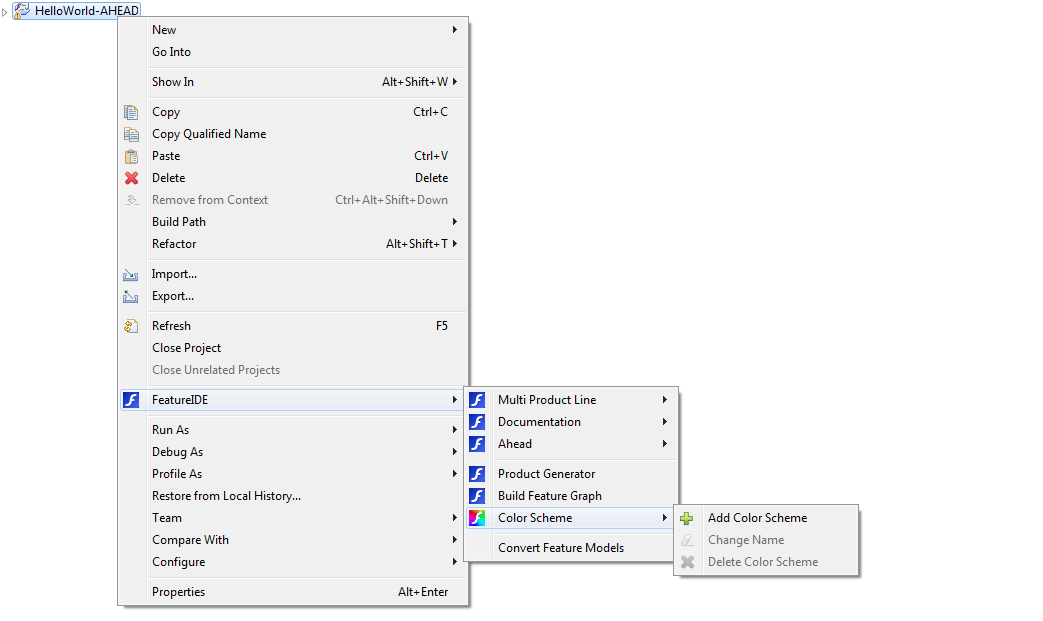 HelloWorld-AHEAD
New
Go Into
Show In Alt+Shift+W
Copy Ctrl+C
Copy Qualified Name
Paste Ctrl+V
Delete Delete
Remove from Context Ctrl+Alt+Shift+Down
Build Path
Refactor Alt+Shift+T
Import...
Export...
Refresh F5
Close Project
Close Unrelated Projects
FeatureIDE
Run As
Debug As
Profile As
Restore from Local History...
Team
Compare With
Configure
Properties Alt+Enter
Multi Product Line
Documentation
Ahead
Product Generator
Build Feature Graph
Color Scheme
Convert Feature Models
Add Color Scheme
Change Name
Delete Color Scheme